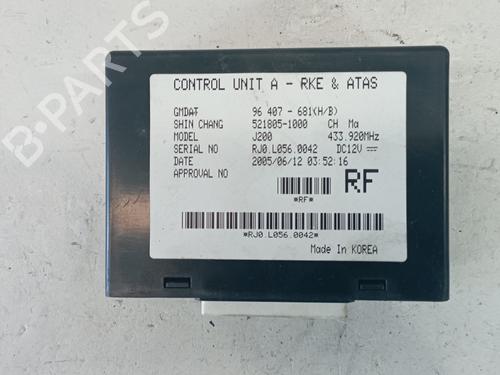 B-PARTS
CONTROL UNIT A - RKE & ATAS
GMDAT 96 407 - 681(H/B)
SHIN CHANG 521805-1000 CH Ma
MODEL J200 433.920MHz
SERIAL NO RJ0.L056.0042 DC12V
DATE 2005/06/12 03:52:16
APPROVAL NO
*RF* RF
*RJ0.L056.0042*
Made In KOREA